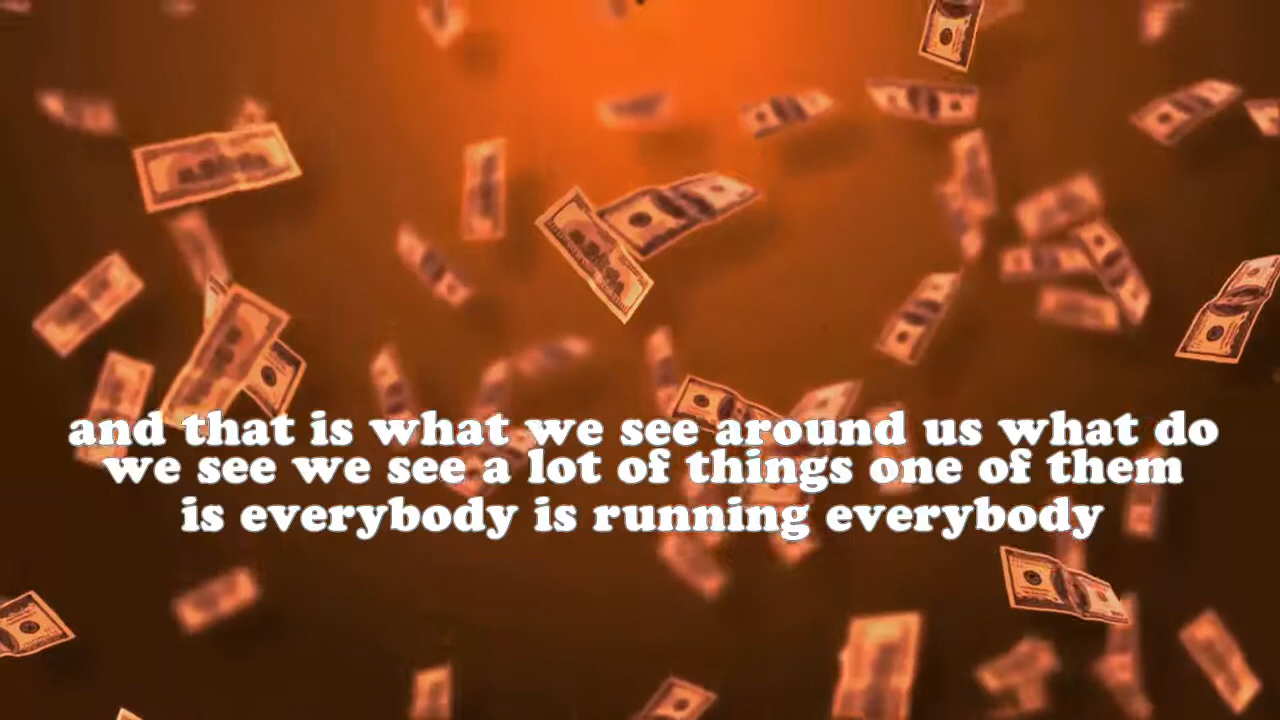 and that is what we see around us what do
we see we see a lot of things one of them
is everybody is running everybody